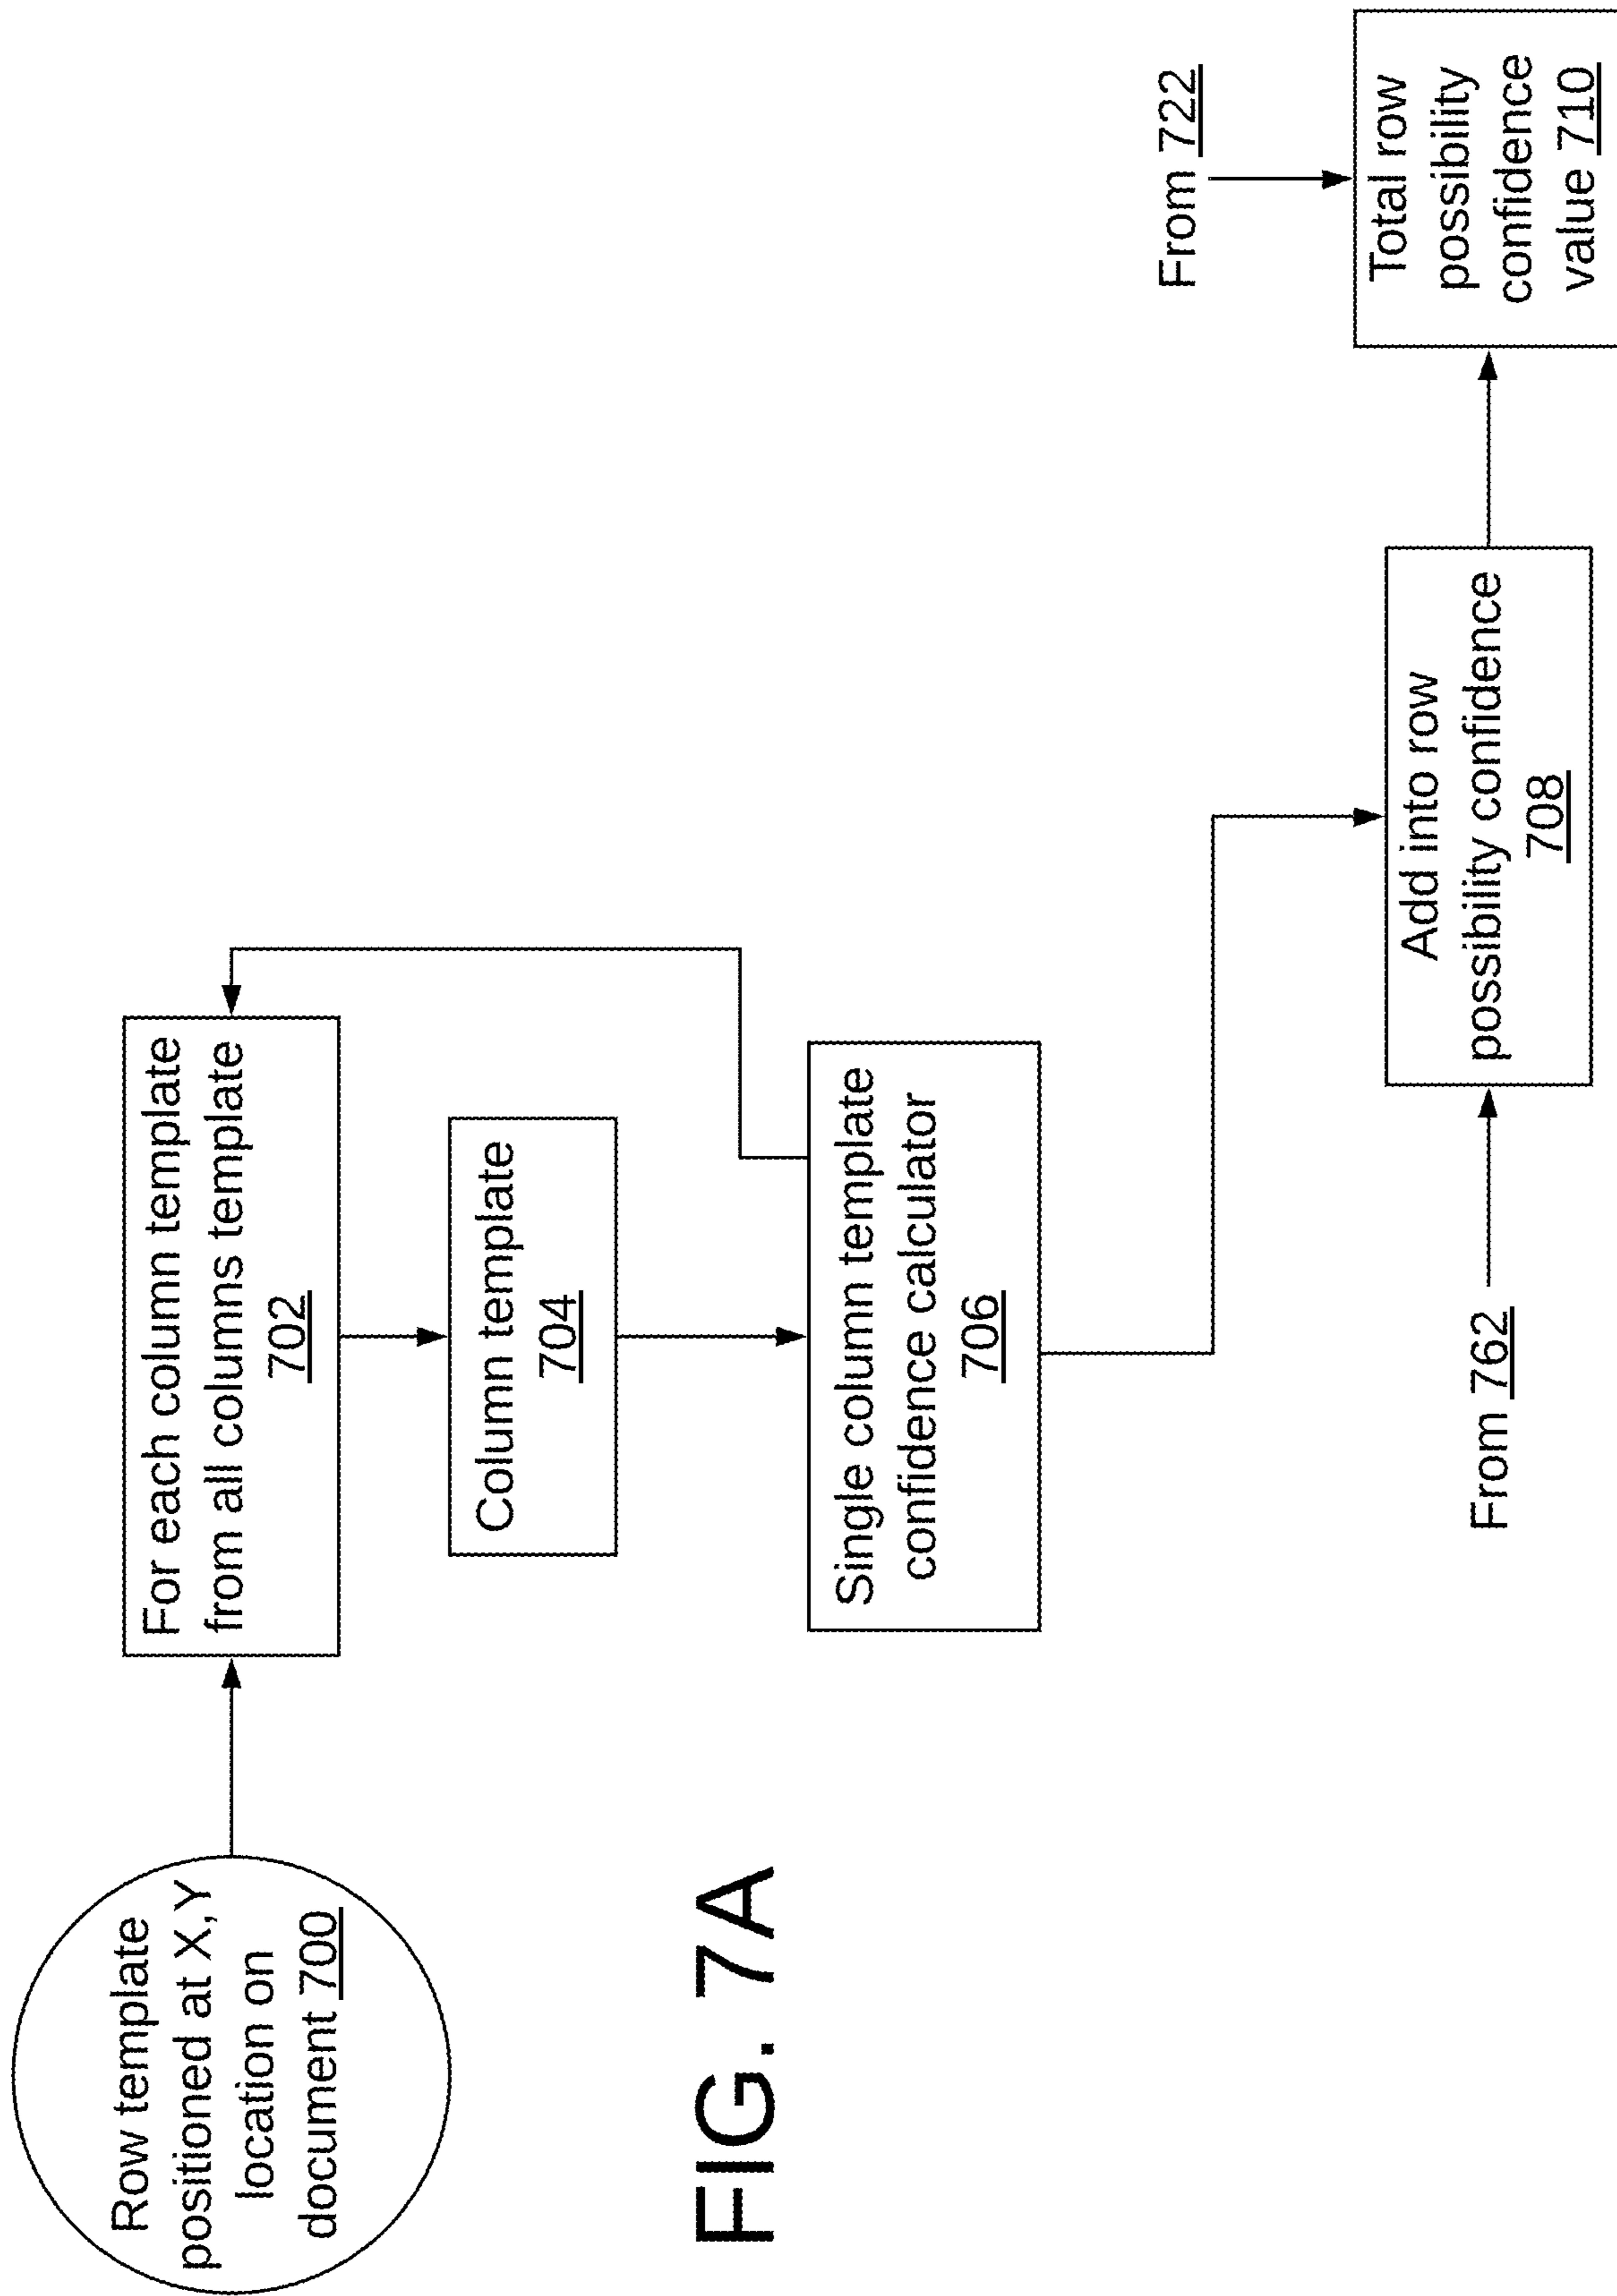 Row template
positioned at X,Y
location on
document 700
For each column template
from all columns template
702
Column template
704
Single column template
confidence calculator
706
From 762
Add into row
possibility confidence
708
From 722
Total row
possibility
confidence
value 710
FIG. 7A